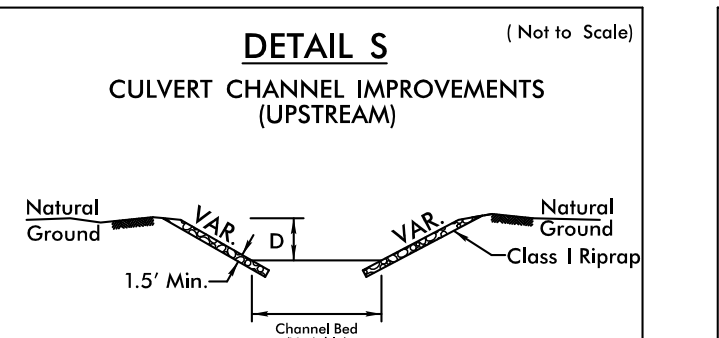 DETAIL S
( Not to Scale)
CULVERT CHANNEL IMPROVEMENTS
(UPSTREAM)
Natural
Ground
VAR.
D
VAR.
Natural
Ground
Class I Riprap
1.5' Min.
Channel Bed